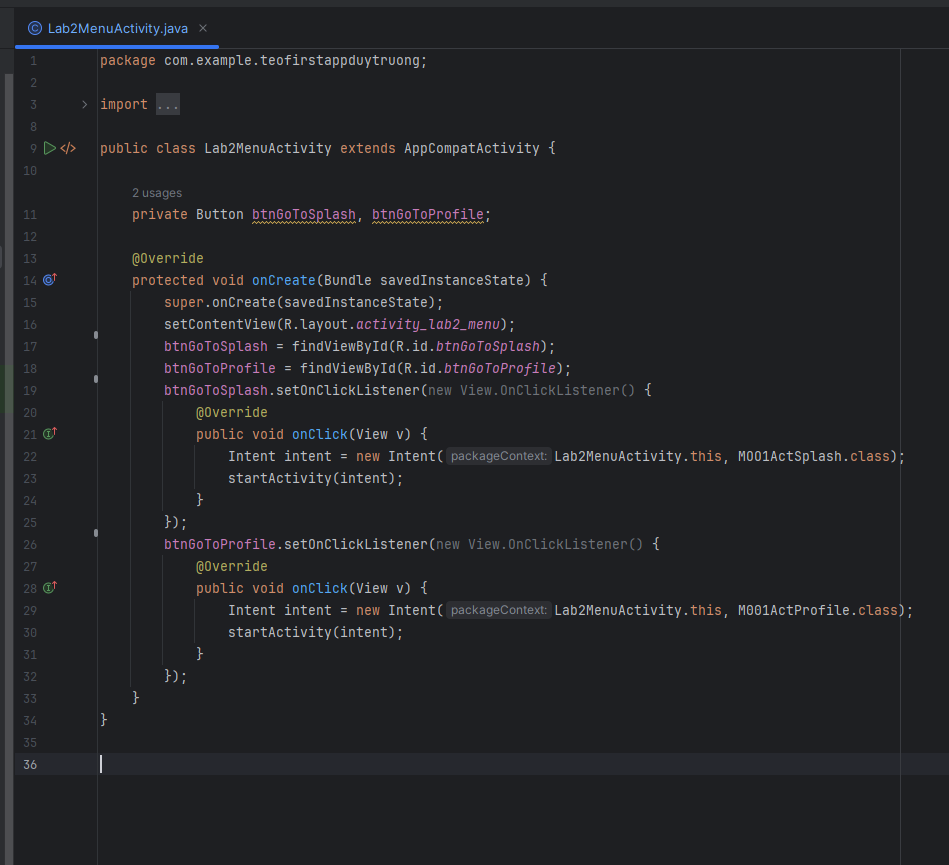 Lab2MenuActivity.java
1 package com.example.teofirstappduytruong;
2
3 import ...
8
9 public class Lab2MenuActivity extends AppCompatActivity {
10
2 usages
11 private Button btnGoToSplash, btnGoToProfile;
12
13 @Override
14 protected void onCreate(Bundle savedInstanceState) {
15 super.onCreate(savedInstanceState);
16 setContentView(R.layout.activity_lab2_menu);
17 btnGoToSplash = findViewById(R.id.btnGoToSplash);
18 btnGoToProfile = findViewById(R.id.btnGoToProfile);
19 btnGoToSplash.setOnClickListener(new View.OnClickListener() {
20 @Override
21 public void onClick(View v) {
22 Intent intent = new Intent( packageContext: Lab2MenuActivity.this, M001ActSplash.class);
23 startActivity(intent);
24 }
25 });
26 btnGoToProfile.setOnClickListener(new View.OnClickListener() {
27 @Override
28 public void onClick(View v) {
29 Intent intent = new Intent( packageContext: Lab2MenuActivity.this, M001ActProfile.class);
30 startActivity(intent);
31 }
32 });
33 }
34 }
35
36